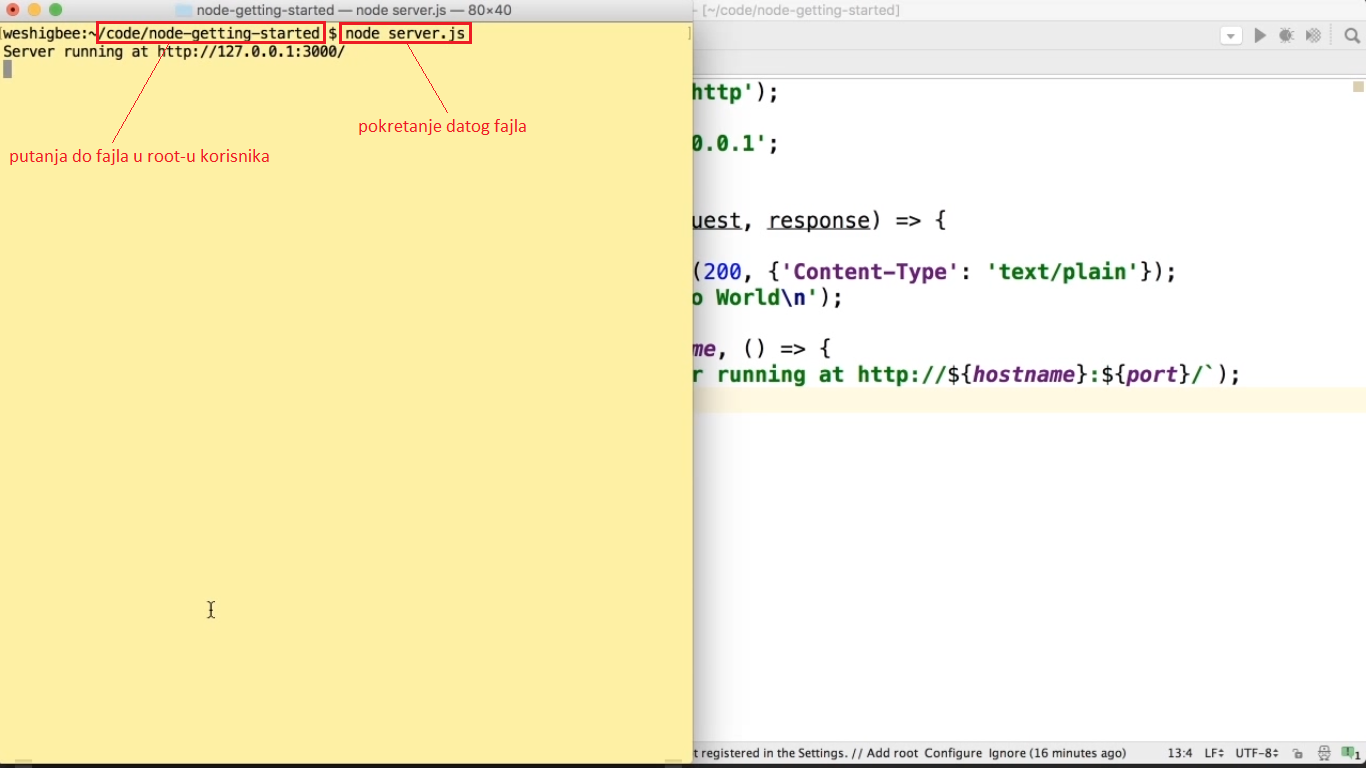 node-getting-started — node server.js — 80×40
[weshigbee:~/code/node-getting-started $ node server.js ]
Server running at http://127.0.0.1:3000/
pokretanje datog fajla
putanja do fajla u root-u korisnika
- [~/code/node-getting-started]
http');
0.0.1';
uest, response) => {
(200, {'Content-Type': 'text/plain'});
o World\n');
me, () => {
r running at http://${hostname}:${port}/`);
t registered in the Settings. // Add root Configure Ignore (16 minutes ago) 13:4 LF UTF-8 1